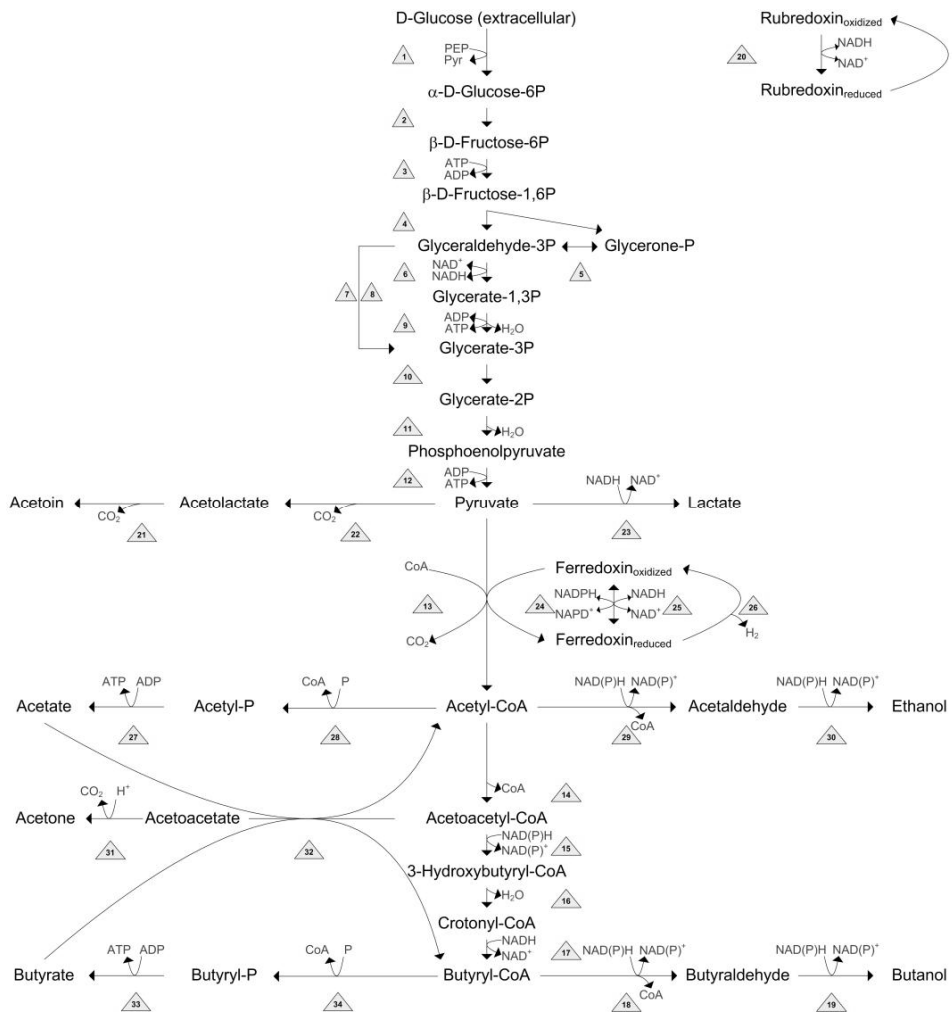 D-Glucose (extracellular)
Rubredoxin oxidized
1
PEP
Pyr
20
NADH
NAD+
α-D-Glucose-6P
Rubredoxin reduced
2
β-D-Fructose-6P
3
ATP
ADP
β-D-Fructose-1,6P
4
Glyceraldehyde-3P
Glycerone-P
5
6
NAD+
NADH
7
8
Glycerate-1,3P
9
ADP
ATP
H2O
Glycerate-3P
10
Glycerate-2P
11
H2O
Phosphoenolpyruvate
12
ADP
ATP
NADH NAD+
Acetoin
Acetolactate
Pyruvate
Lactate
CO2
21
CO2
22
23
CoA
Ferredoxin oxidized
13
24
NADPH
NADH
NAPD+
NAD+
25
26
CO2
Ferredoxin reduced
H2
ATP ADP
CoA P
NAD(P)H NAD(P)+
NAD(P)H NAD(P)+
Acetate
Acetyl-P
Acetyl-CoA
Acetaldehyde
Ethanol
27
28
29
CoA
30
CoA
14
CO2 H+
Acetone
Acetoacetate
Acetoacetyl-CoA
31
32
NAD(P)H
NAD(P)+
15
3-Hydroxybutyryl-CoA
H2O
16
Crotonyl-CoA
NADH
NAD+
17
ATP ADP
CoA P
NAD(P)H NAD(P)+
NAD(P)H NAD(P)+
Butyrate
Butyryl-P
Butyryl-CoA
Butyraldehyde
Butanol
33
34
18
CoA
19